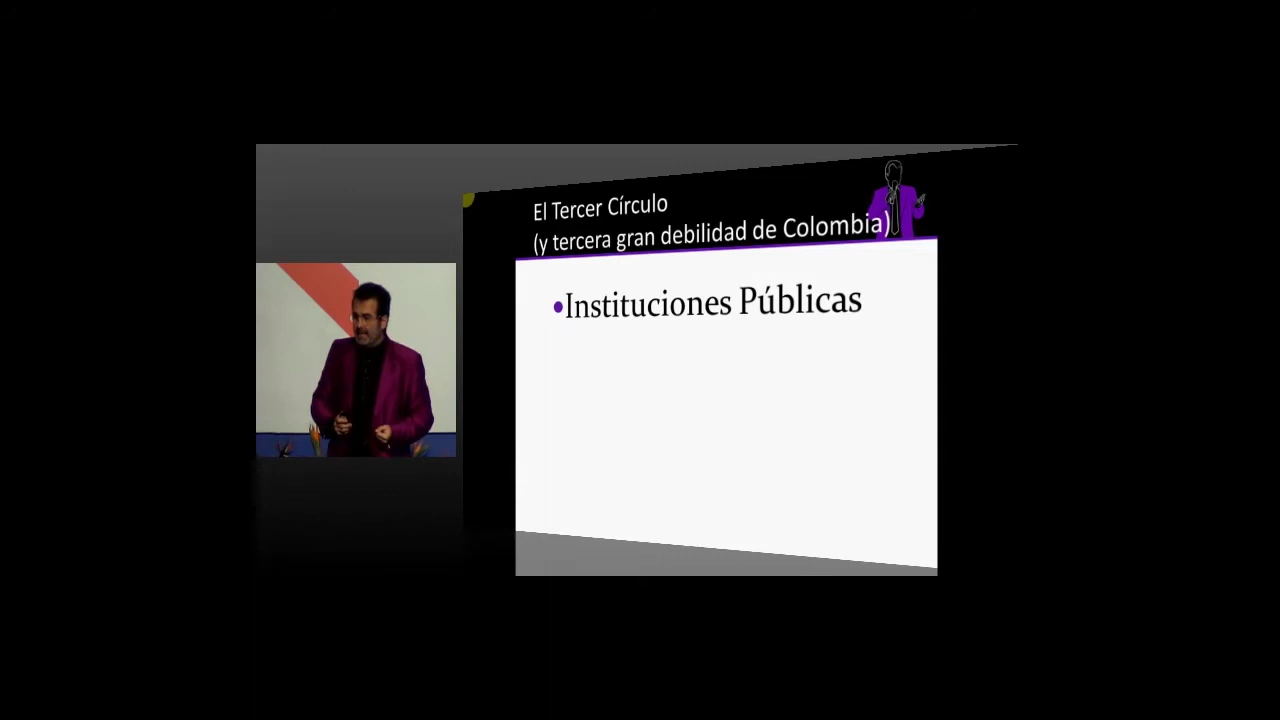 El Tercer Círculo
(y tercera gran debilidad de Colombia)
•Instituciones Públicas